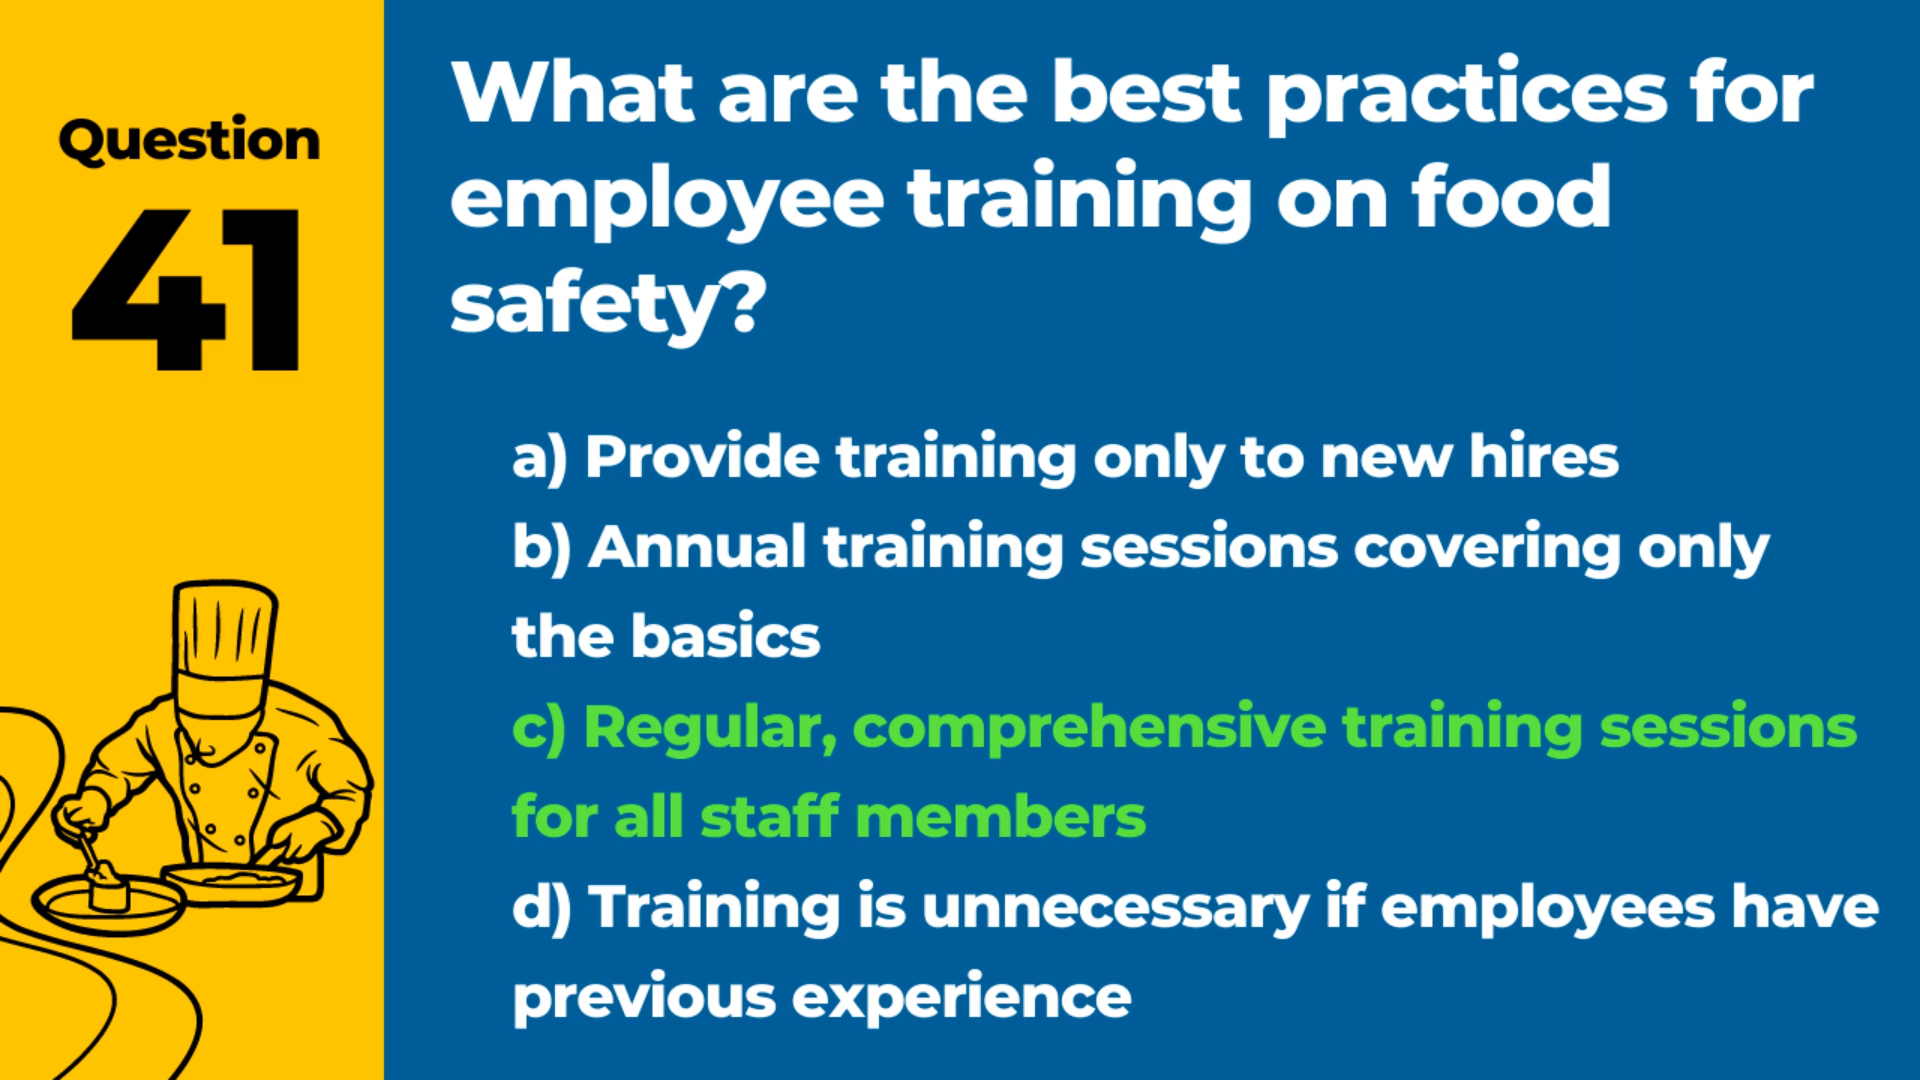 Question
41
What are the best practices for
employee training on food
safety?
a) Provide training only to new hires
b) Annual training sessions covering only
the basics
c) Regular, comprehensive training sessions
for all staff members
d) Training is unnecessary if employees have
previous experience